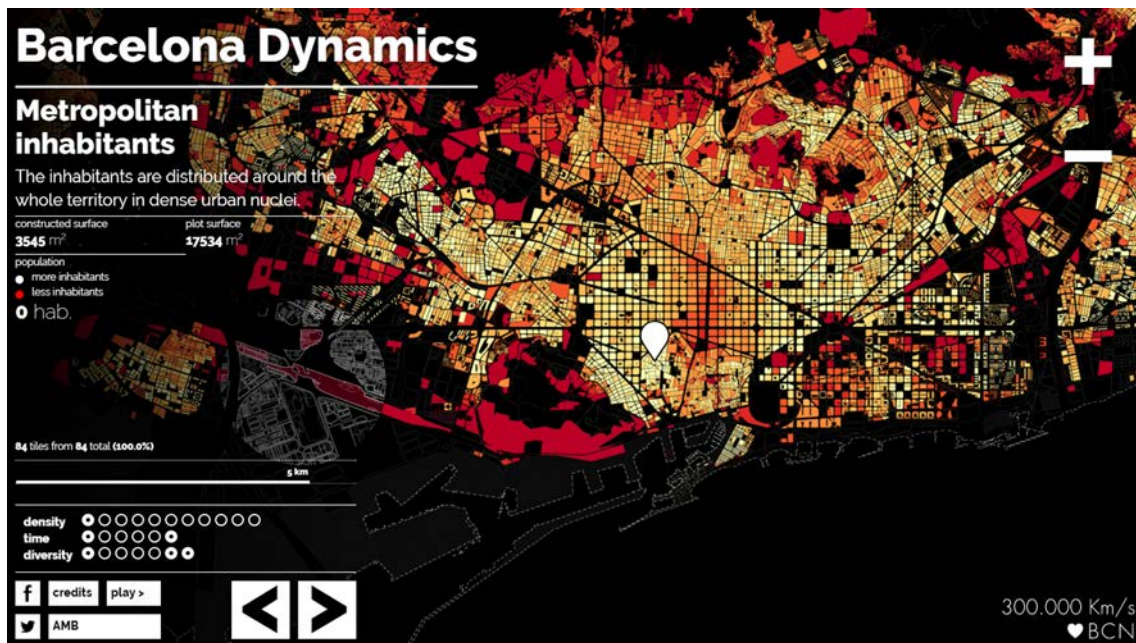 Barcelona Dynamics
Metropolitan
inhabitants
The inhabitants are distributed around the
whole territory in dense urban nuclei.
constructed surface
3545 m²
plot surface
17534 m²
population
more inhabitants
less inhabitants
0 hab.
84 tiles from 84 total (100.0%)
5 km
density
time
diversity
f credits play >
AMB
< >
300.000 Km/s
♥ BCN
+
−